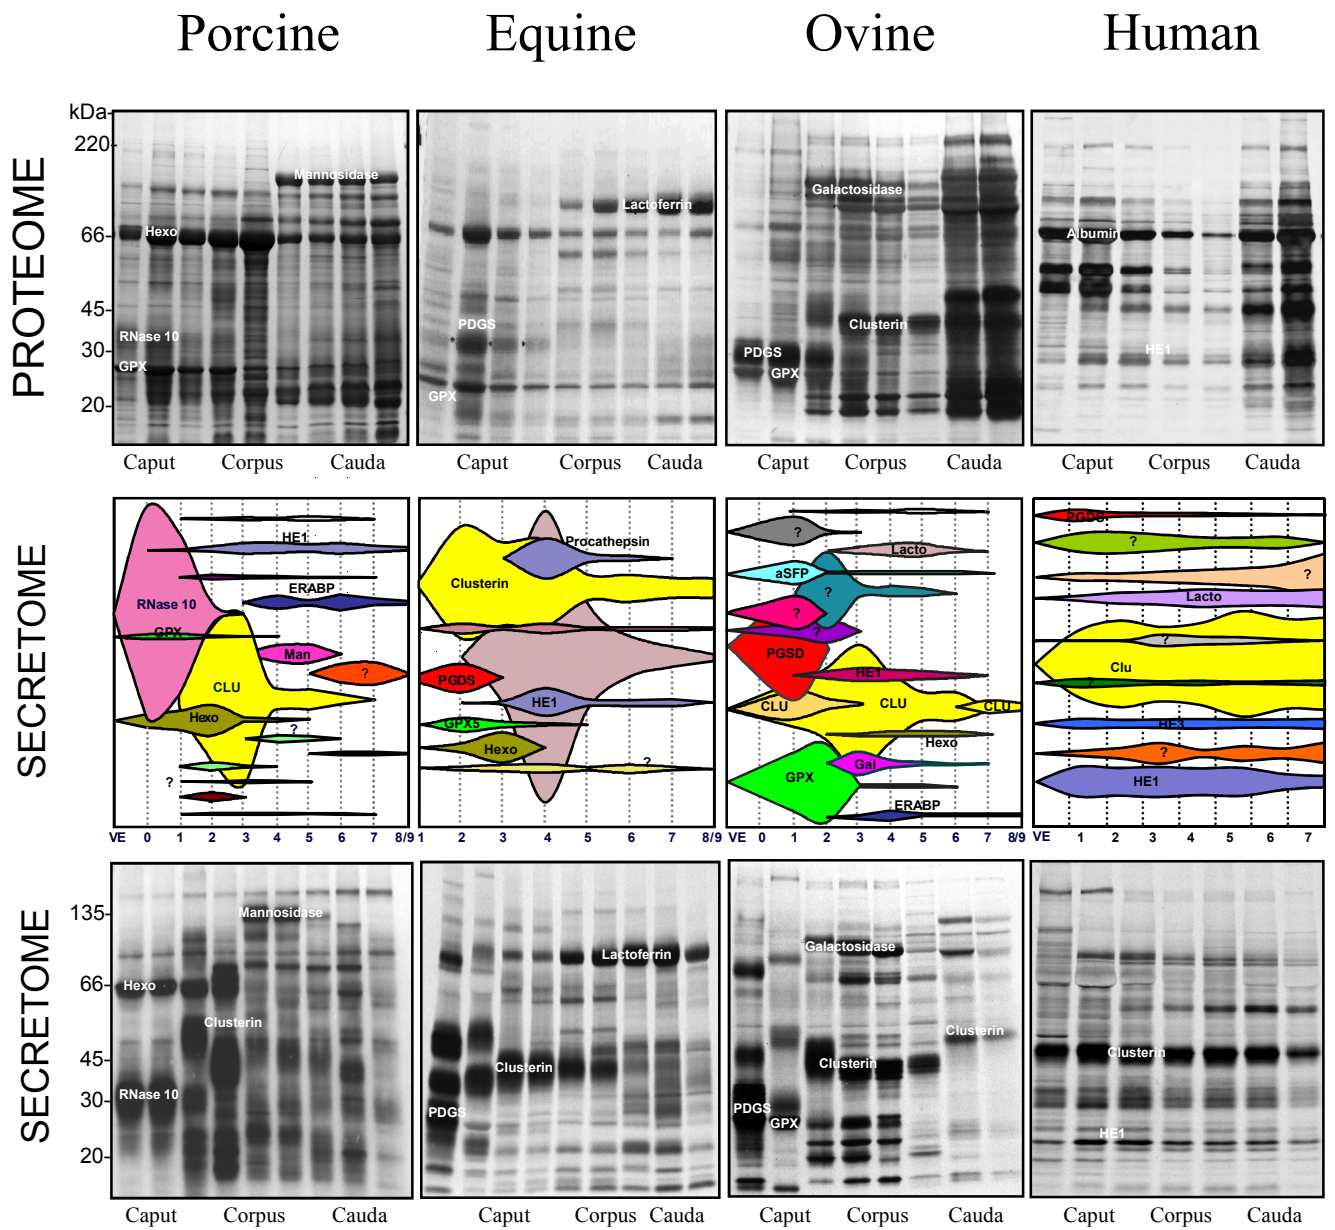 Porcine Equine Ovine Human
PROTEOME
kDa
220
66
45
30
20
Mannosidase
Hexo
RNase 10
GPX
Lactoferrin
PDGS
GPX
Galactosidase
Clusterin
PDGS
GPX
Albumin
HE1
Caput Corpus Cauda
Caput Corpus Cauda
Caput Corpus Cauda
Caput Corpus Cauda
SECRETOME
HE1
ERABP
RNase 10
GPX
Man
?
CLU
Hexo
?
?
VE 0 1 2 3 4 5 6 7 8/9
Procathepsin
Clusterin
PGDS
HE1
GPX5
Hexo
?
1 2 3 4 5 6 7 8/9
?
Lacto
aSFP
?
?
?
PGSD
HE1
CLU
CLU
CLU
Hexo
Gal
GPX
ERABP
VE 0 1 2 3 4 5 6 7 8/9
PGDS
?
?
Lacto
?
Clu
?
HE3
?
HE1
VE 1 2 3 4 5 6 7
SECRETOME
135
66
45
30
20
Mannosidase
Hexo
Clusterin
RNase 10
Lactoferrin
Clusterin
PDGS
Galactosidase
Clusterin
Clusterin
PDGS
GPX
Clusterin
HE1
Caput Corpus Cauda
Caput Corpus Cauda
Caput Corpus Cauda
Caput Corpus Cauda